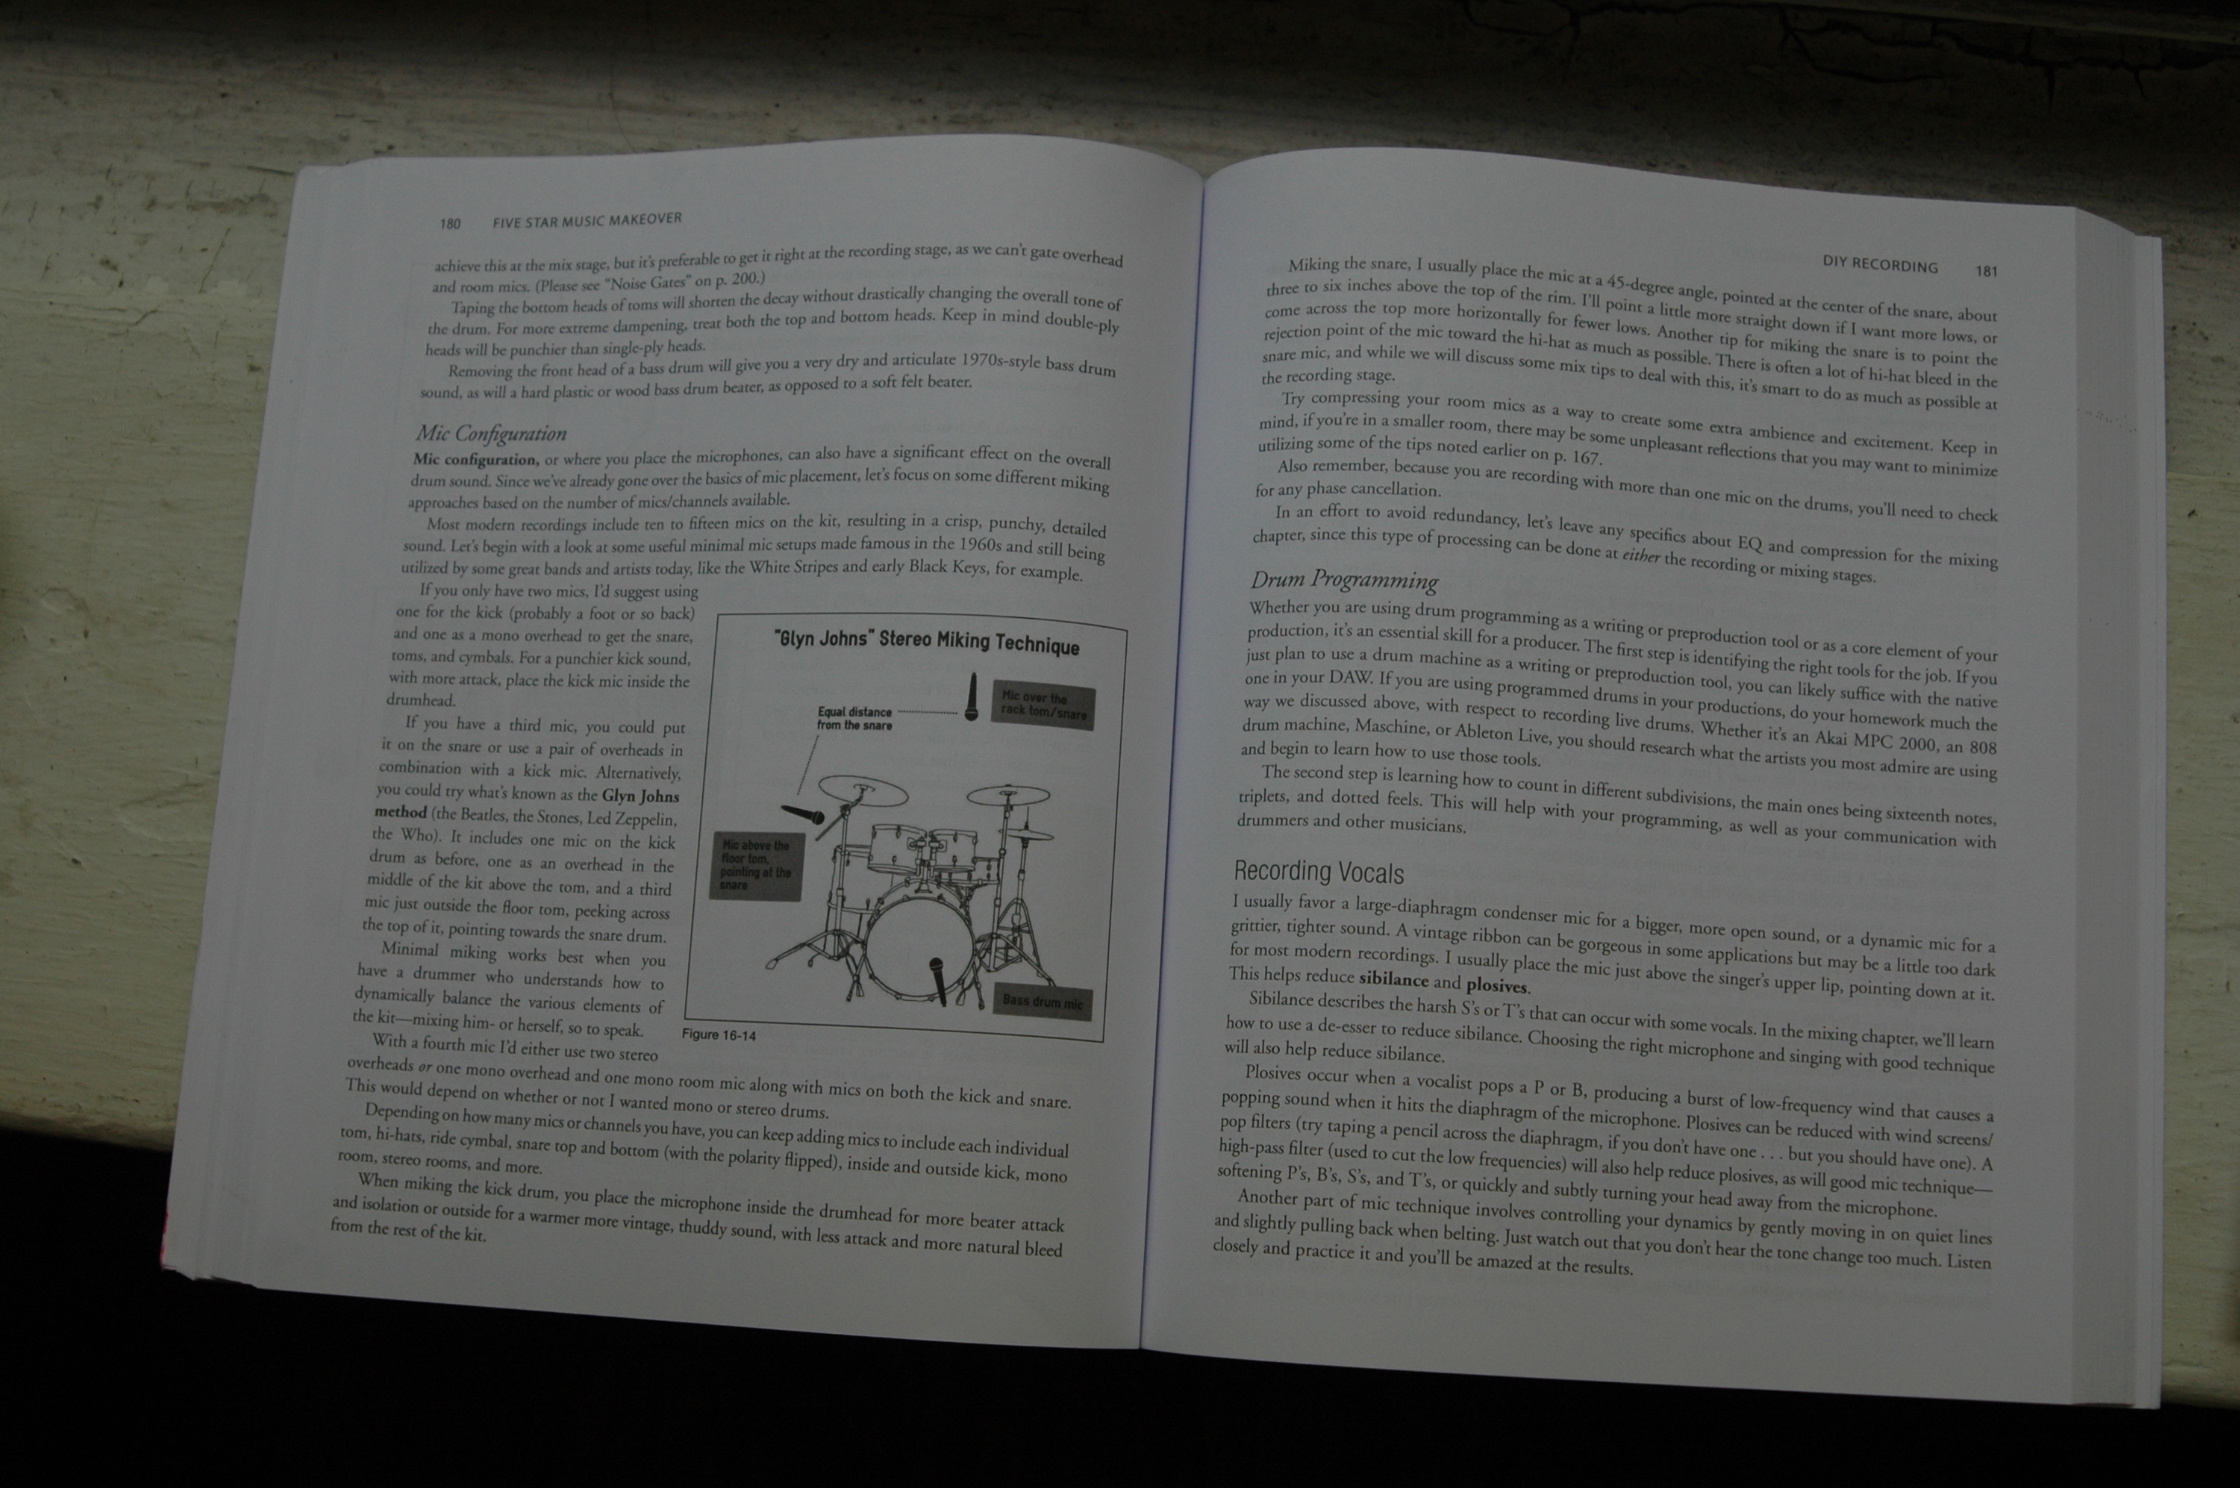 180 FIVE STAR MUSIC MAKEOVER
achieve this at the mix stage, but it's preferable to get it right at the recording stage, as we can't gate overhead
and room mics. (Please see "Noise Gates" on p. 200.)
Taping the bottom heads of toms will shorten the decay without drastically changing the overall tone of
the drum. For more extreme dampening, treat both the top and bottom heads. Keep in mind double-ply
heads will be punchier than single-ply heads.
Removing the front head of a bass drum will give you a very dry and articulate 1970s-style bass drum
sound, as will a hard plastic or wood bass drum beater, as opposed to a soft felt beater.
Mic Configuration
Mic configuration, or where you place the microphones, can also have a significant effect on the overall
drum sound. Since we've already gone over the basics of mic placement, let's focus on some different miking
approaches based on the number of mics/channels available.
Most modern recordings include ten to fifteen mics on the kit, resulting in a crisp, punchy, detailed
sound. Let's begin with a look at some useful minimal mic setups made famous in the 1960s and still being
utilized by some great bands and artists today, like the White Stripes and early Black Keys, for example.
If you only have two mics, I'd suggest using
one for the kick (probably a foot or so back)
and one as a mono overhead to get the snare,
toms, and cymbals. For a punchier kick sound,
with more attack, place the kick mic inside the
drumhead.
If you have a third mic, you could put
it on the snare or use a pair of overheads in
combination with a kick mic. Alternatively,
you could try what's known as the Glyn Johns
method (the Beatles, the Stones, Led Zeppelin,
the Who). It includes one mic on the kick
drum as before, one as an overhead in the
middle of the kit above the tom, and a third
mic just outside the floor tom, peeking across
the top of it, pointing towards the snare drum.
Minimal miking works best when you
have a drummer who understands how to
dynamically balance the various elements of
the kit—mixing him- or herself, so to speak.
With a fourth mic I'd either use two stereo
overheads or one mono overhead and one mono room mic along with mics on both the kick and snare.
This would depend on whether or not I wanted mono or stereo drums.
Depending on how many mics or channels you have, you can keep adding mics to include each individual
tom, hi-hats, ride cymbal, snare top and bottom (with the polarity flipped), inside and outside kick, mono
room, stereo rooms, and more.
When miking the kick drum, you place the microphone inside the drumhead for more beater attack
and isolation or outside for a warmer more vintage, thuddy sound, with less attack and more natural bleed
from the rest of the kit.
"Glyn Johns" Stereo Miking Technique
Mic over the
rack tom/snare
Equal distance
from the snare
Mic above the
floor tom,
pointing at the
snare
Bass drum mic
Figure 16-14
DIY RECORDING 181
Miking the snare, I usually place the mic at a 45-degree angle, pointed at the center of the snare, about
three to six inches above the top of the rim. I'll point a little more straight down if I want more lows, or
come across the top more horizontally for fewer lows. Another tip for miking the snare is to point the
rejection point of the mic toward the hi-hat as much as possible. There is often a lot of hi-hat bleed in the
snare mic, and while we will discuss some mix tips to deal with this, it's smart to do as much as possible at
the recording stage.
Try compressing your room mics as a way to create some extra ambience and excitement. Keep in
mind, if you're in a smaller room, there may be some unpleasant reflections that you may want to minimize
utilizing some of the tips noted earlier on p. 167.
Also remember, because you are recording with more than one mic on the drums, you'll need to check
for any phase cancellation.
In an effort to avoid redundancy, let's leave any specifics about EQ and compression for the mixing
chapter, since this type of processing can be done at either the recording or mixing stages.
Drum Programming
Whether you are using drum programming as a writing or preproduction tool or as a core element of your
production, it's an essential skill for a producer. The first step is identifying the right tools for the job. If you
just plan to use a drum machine as a writing or preproduction tool, you can likely suffice with the native
one in your DAW. If you are using programmed drums in your productions, do your homework much the
way we discussed above, with respect to recording live drums. Whether it's an Akai MPC 2000, an 808
drum machine, Maschine, or Ableton Live, you should research what the artists you most admire are using
and begin to learn how to use those tools.
The second step is learning how to count in different subdivisions, the main ones being sixteenth notes,
triplets, and dotted feels. This will help with your programming, as well as your communication with
drummers and other musicians.
Recording Vocals
I usually favor a large-diaphragm condenser mic for a bigger, more open sound, or a dynamic mic for a
grittier, tighter sound. A vintage ribbon can be gorgeous in some applications but may be a little too dark
for most modern recordings. I usually place the mic just above the singer's upper lip, pointing down at it.
This helps reduce sibilance and plosives.
Sibilance describes the harsh S's or T's that can occur with some vocals. In the mixing chapter, we'll learn
how to use a de-esser to reduce sibilance. Choosing the right microphone and singing with good technique
will also help reduce sibilance.
Plosives occur when a vocalist pops a P or B, producing a burst of low-frequency wind that causes a
popping sound when it hits the diaphragm of the microphone. Plosives can be reduced with wind screens/
pop filters (try taping a pencil across the diaphragm, if you don't have one . . . but you should have one). A
high-pass filter (used to cut the low frequencies) will also help reduce plosives, as will good mic technique—
softening P's, B's, S's, and T's, or quickly and subtly turning your head away from the microphone.
Another part of mic technique involves controlling your dynamics by gently moving in on quiet lines
and slightly pulling back when belting. Just watch out that you don't hear the tone change too much. Listen
closely and practice it and you'll be amazed at the results.